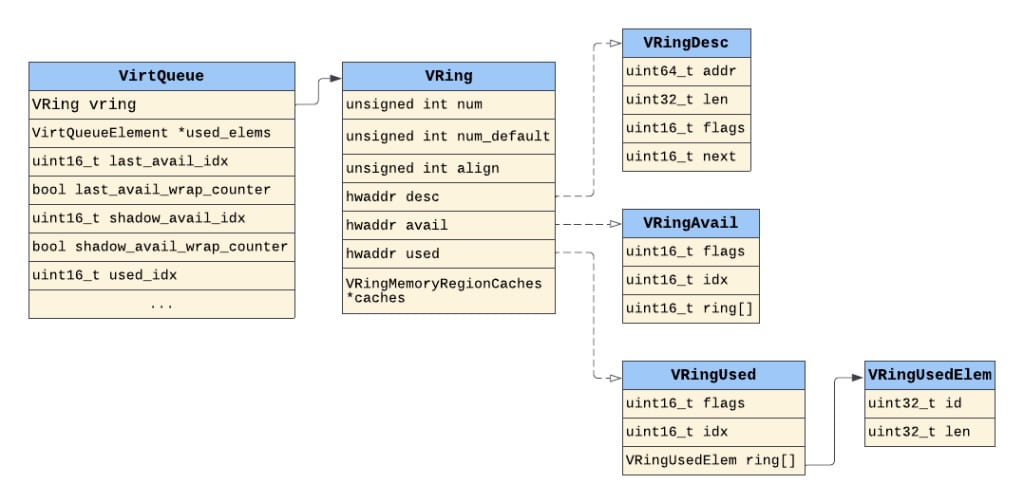 VirtQueue
VRing vring
VirtQueueElement *used_elems
uint16_t last_avail_idx
bool last_avail_wrap_counter
uint16_t shadow_avail_idx
bool shadow_avail_wrap_counter
uint16_t used_idx
...
VRing
unsigned int num
unsigned int num_default
unsigned int align
hwaddr desc
hwaddr avail
hwaddr used
VRingMemoryRegionCaches
*caches
VRingDesc
uint64_t addr
uint32_t len
uint16_t flags
uint16_t next
VRingAvail
uint16_t flags
uint16_t idx
uint16_t ring[]
VRingUsed
uint16_t flags
uint16_t idx
VRingUsedElem ring[]
VRingUsedElem
uint32_t id
uint32_t len